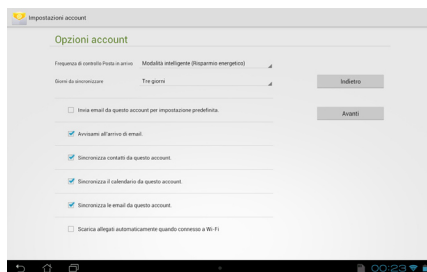 Impostazioni account
Opzioni account
Frequenza di controllo Posta in arrivo Modalità intelligente (Risparmio energetico)
Giorni da sincronizzare Tre giorni
Indietro
Invia email da questo account per impostazione predefinita.
Avanti
Avvisami all'arrivo di email.
Sincronizza contatti da questo account.
Sincronizza il calendario da questo account.
Sincronizza le email da questo account.
Scarica allegati automaticamente quando connesso a Wi-Fi
00:23